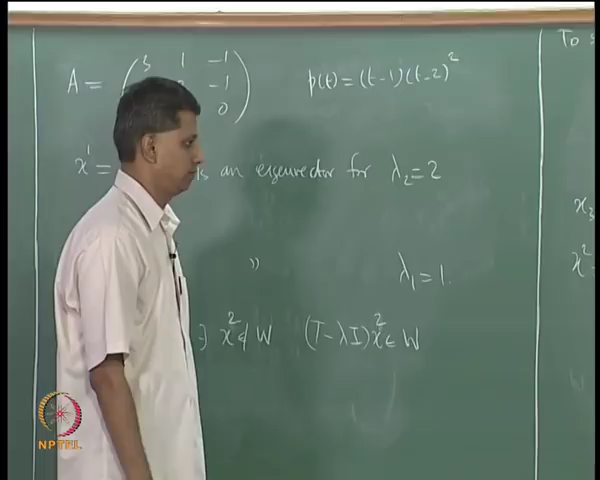 A = ( 3 1 -1
-1
0 )
p(t) = (t-1)(t-2)²
x¹ = is an eigenvector for λ₂ = 2
" λ₁ = 1.
x² ∉ W (T - λI)x² ∈ W
To
x₃
x²
NPTEL